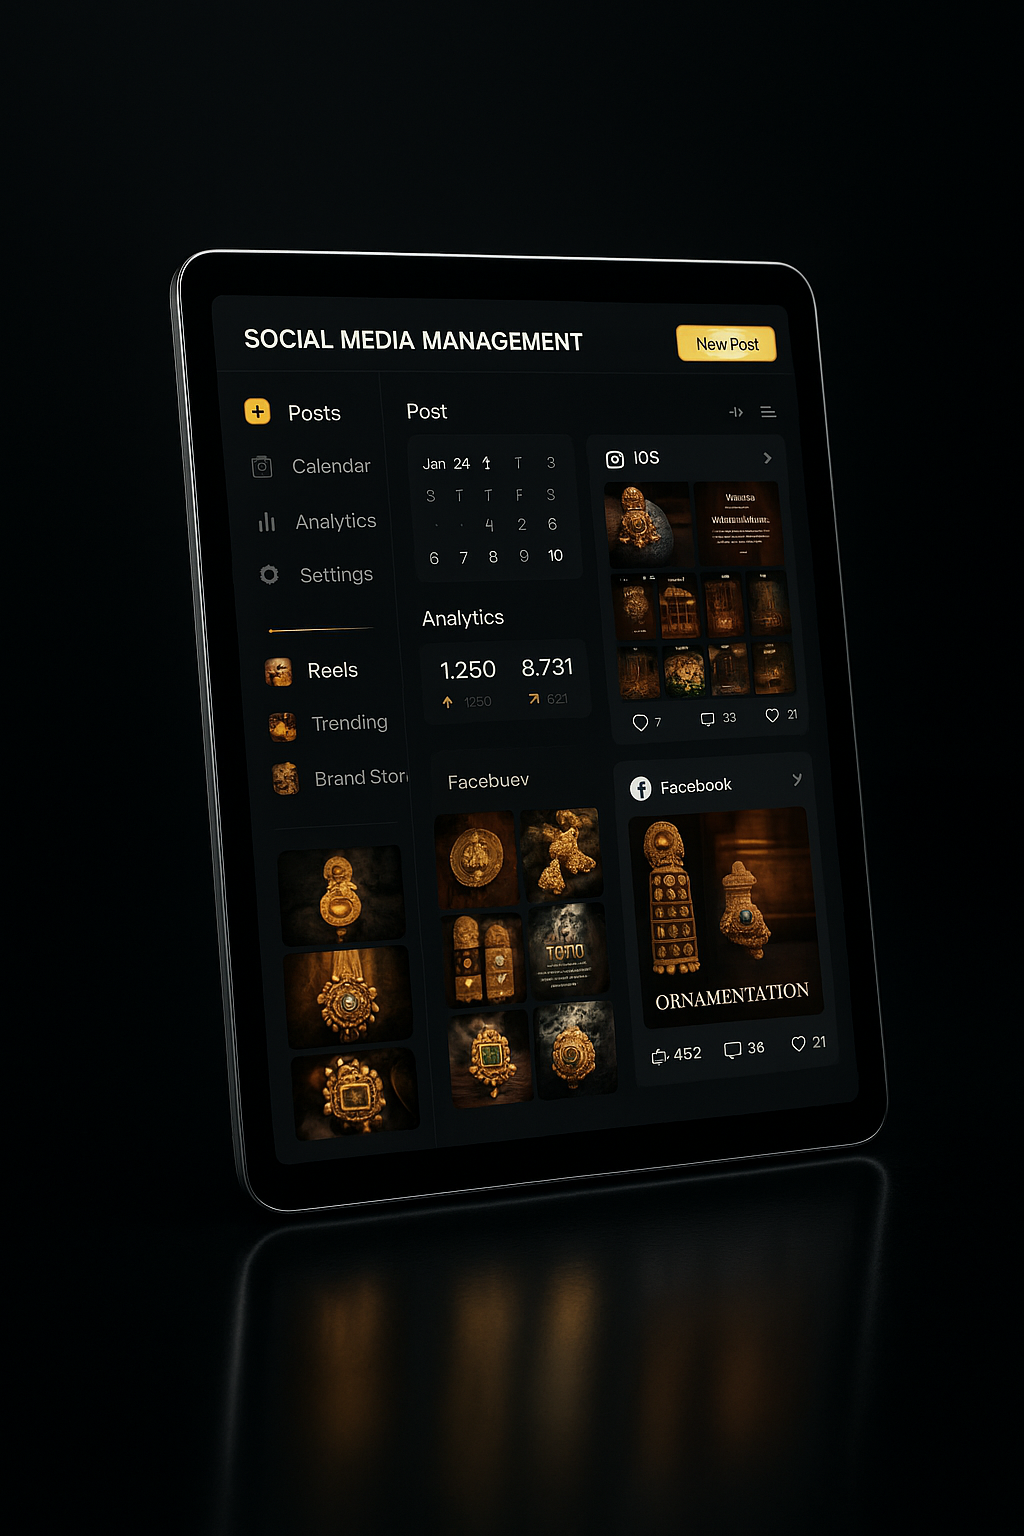 SOCIAL MEDIA MANAGEMENT
New Post
Posts
Calendar
Analytics
Settings
Reels
Trending
Brand Stor
Post
Jan 24 1 T 3
S T T F S
4 2 6
6 7 8 9 10
Analytics
1.250 8.731
1250 621
Facebuev
TOTO
IOS
Wausa
7 33 21
Facebook
ORNAMENTATION
452 36 21